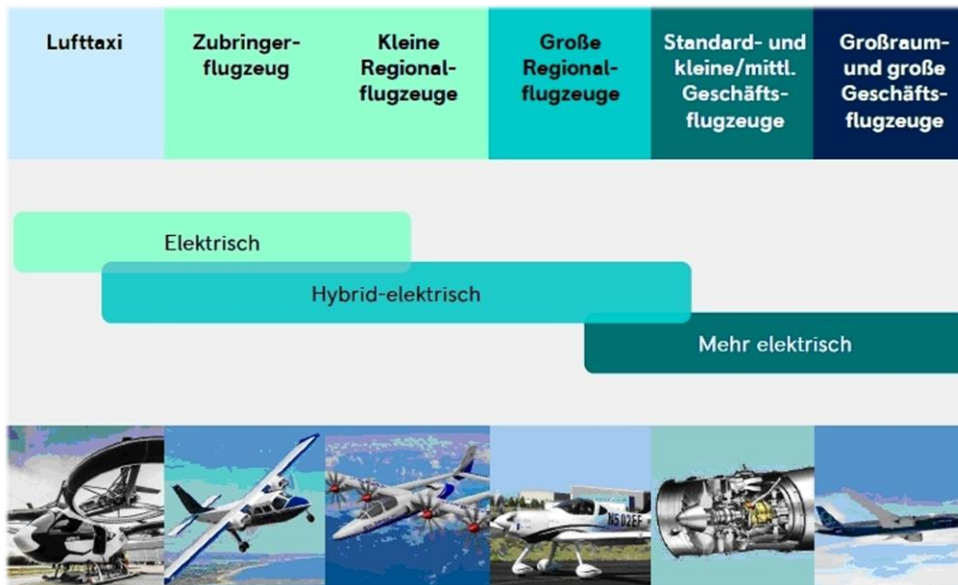 Lufttaxi
Zubringer-
flugzeug
Kleine
Regional-
flugzeuge
Große
Regional-
flugzeuge
Standard- und
kleine/mittl.
Geschäfts-
flugzeuge
Großraum-
und große
Geschäfts-
flugzeuge
Elektrisch
Hybrid-elektrisch
Mehr elektrisch
N502EF